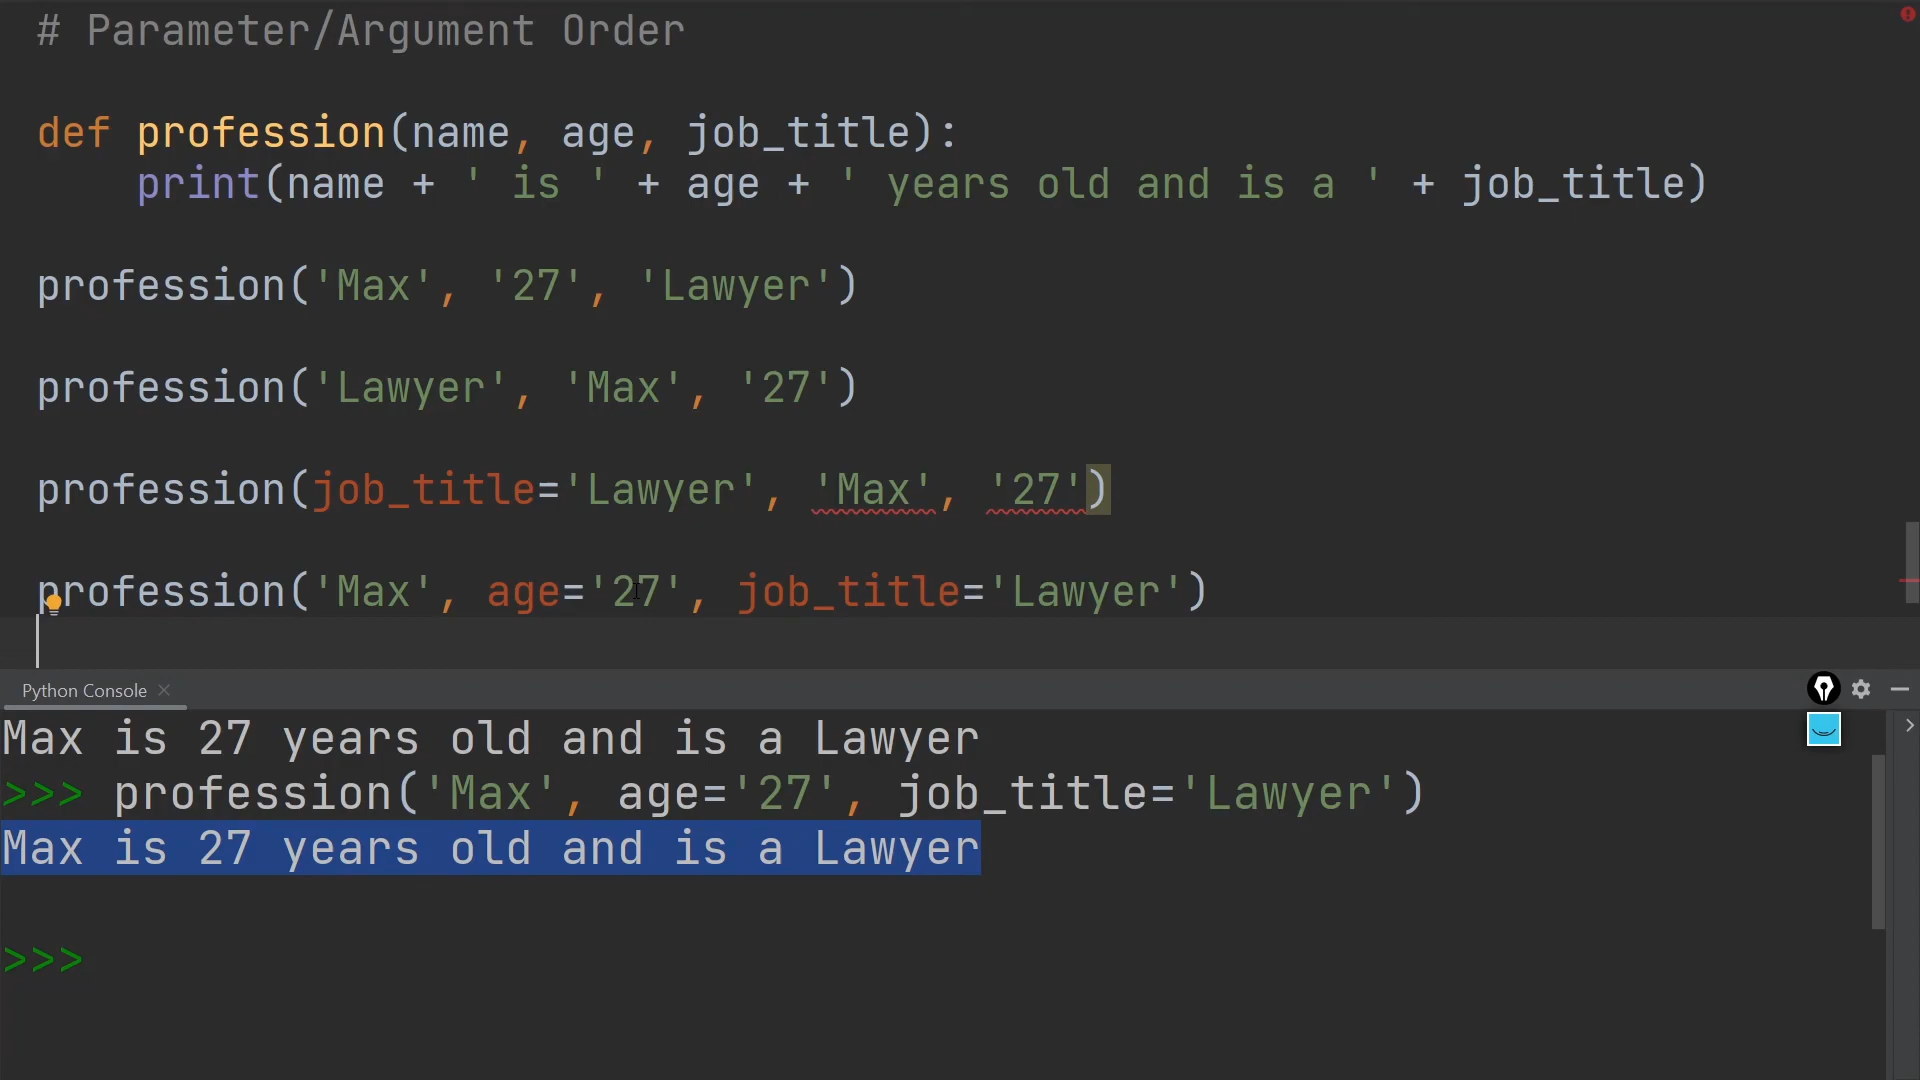 # Parameter/Argument Order
def profession(name, age, job_title):
    print(name + ' is ' + age + ' years old and is a ' + job_title)
profession('Max', '27', 'Lawyer')
profession('Lawyer', 'Max', '27')
profession(job_title='Lawyer', 'Max', '27')
profession('Max', age='27', job_title='Lawyer')
Python Console
Max is 27 years old and is a Lawyer
>>> profession('Max', age='27', job_title='Lawyer')
Max is 27 years old and is a Lawyer
>>>